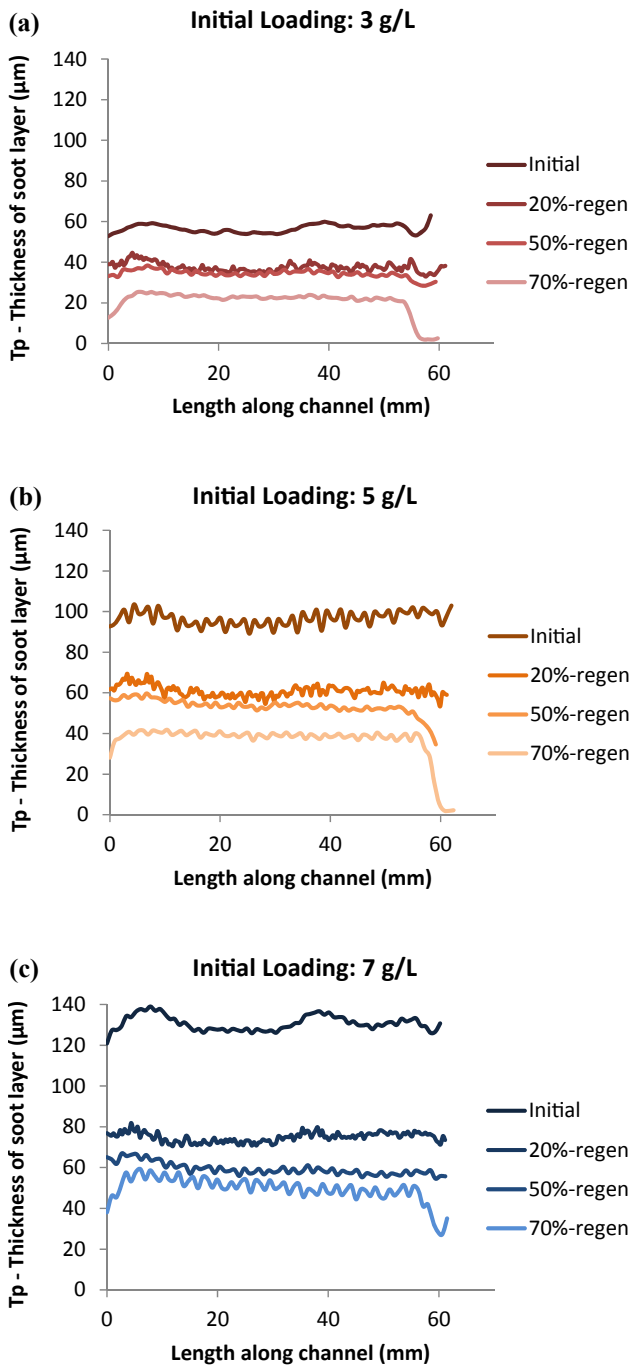 (a)
Initial Loading: 3 g/L
Tp - Thickness of soot layer (μm)
140
120
100
80
60
40
20
0
0 20 40 60
Length along channel (mm)
Initial
20%-regen
50%-regen
70%-regen
(b)
Initial Loading: 5 g/L
Tp - Thickness of soot layer (μm)
140
120
100
80
60
40
20
0
0 20 40 60
Length along channel (mm)
Initial
20%-regen
50%-regen
70%-regen
(c)
Initial Loading: 7 g/L
Tp - Thickness of soot layer (μm)
140
120
100
80
60
40
20
0
0 20 40 60
Length along channel (mm)
Initial
20%-regen
50%-regen
70%-regen